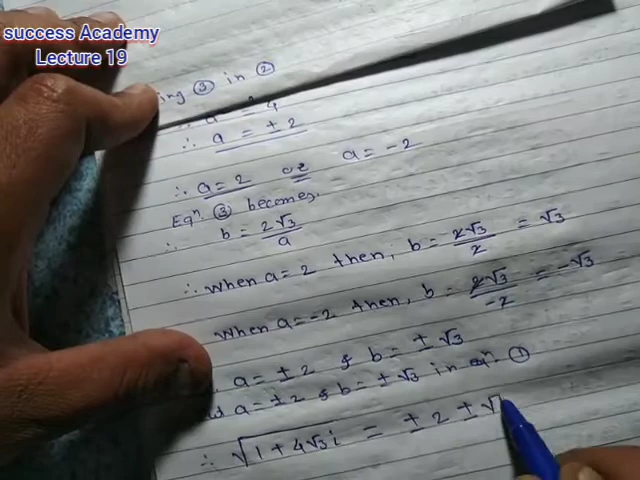 success Academy
Lecture 19
ing ③ in ②
∴ a² = 4
∴ a = ± 2
∴ a = 2 or a = -2
Eqⁿ ③ becomes,
∴ b = 2√3/a
∴ when a = 2 then, b = 2√3/2 = √3
when a = -2 then, b = 2√3/-2 = -√3
a = ± 2 & b = ± √3
a = ± 2 & b = ± √3 in eqⁿ ①
∴ √1 + 4√3 i = ± 2 ± √